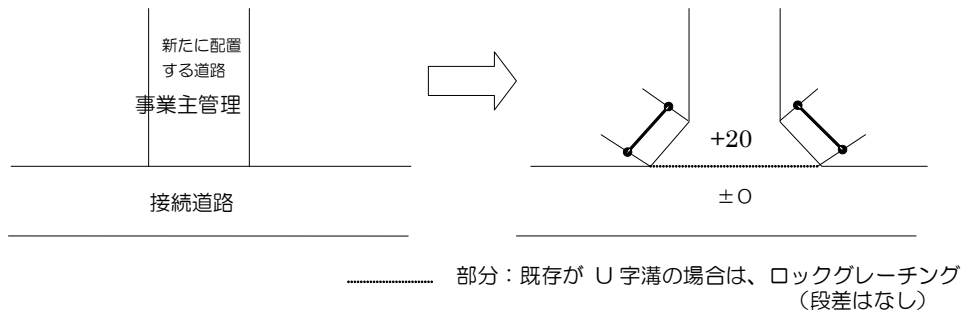 新たに配置
する道路
事業主管理
接続道路
+20
±0
部分：既存が U 字溝の場合は、ロックグレーチング
（段差はなし）